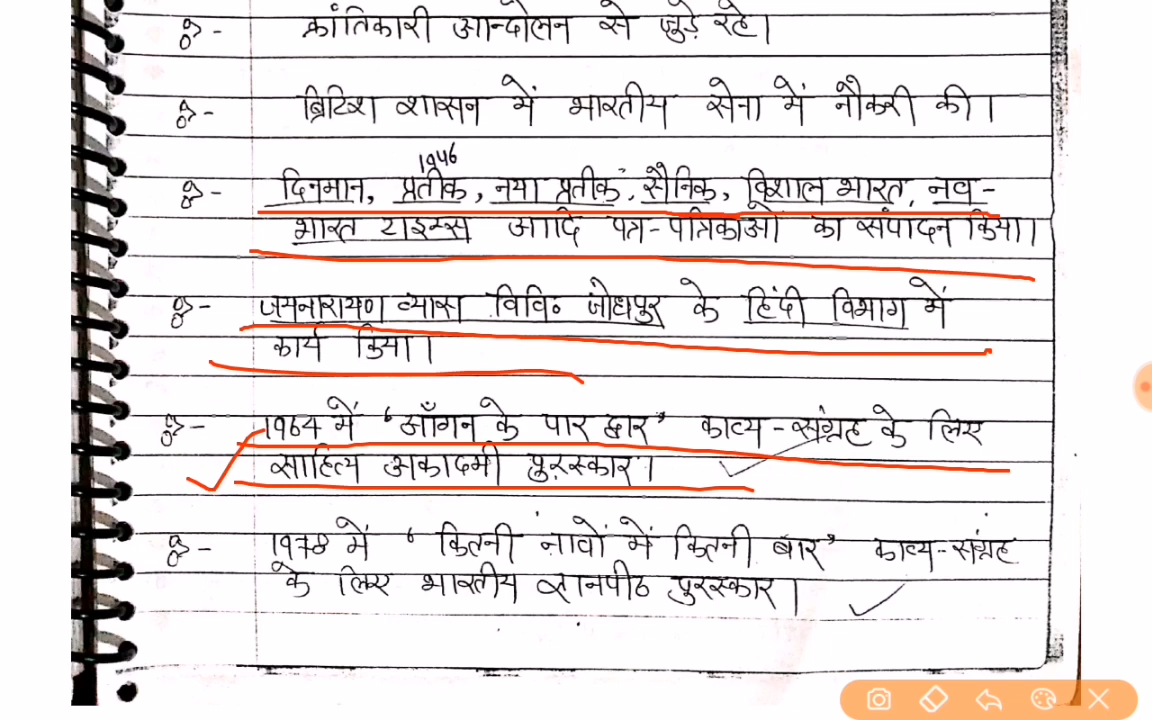 क्रांतिकारी आन्दोलन से जुड़े रहे।
ब्रिटिश शासन में भारतीय सेना में नौकरी की।
1946
दिनमान, प्रतीक, नया प्रतीक, सैनिक, विशाल भारत, नव-
भारत टाइम्स आदि पत्र-पत्रिकाओं का संपादन किया।
जयनारायण व्यास विवि० जोधपुर के हिंदी विभाग में
कार्य किया।
1964 में 'आँगन के पार द्वार' काव्य-संग्रह के लिए
साहित्य अकादमी पुरस्कार।
1978 में 'कितनी नावों में कितनी बार' काव्य-संग्रह
के लिए भारतीय ज्ञानपीठ पुरस्कार।